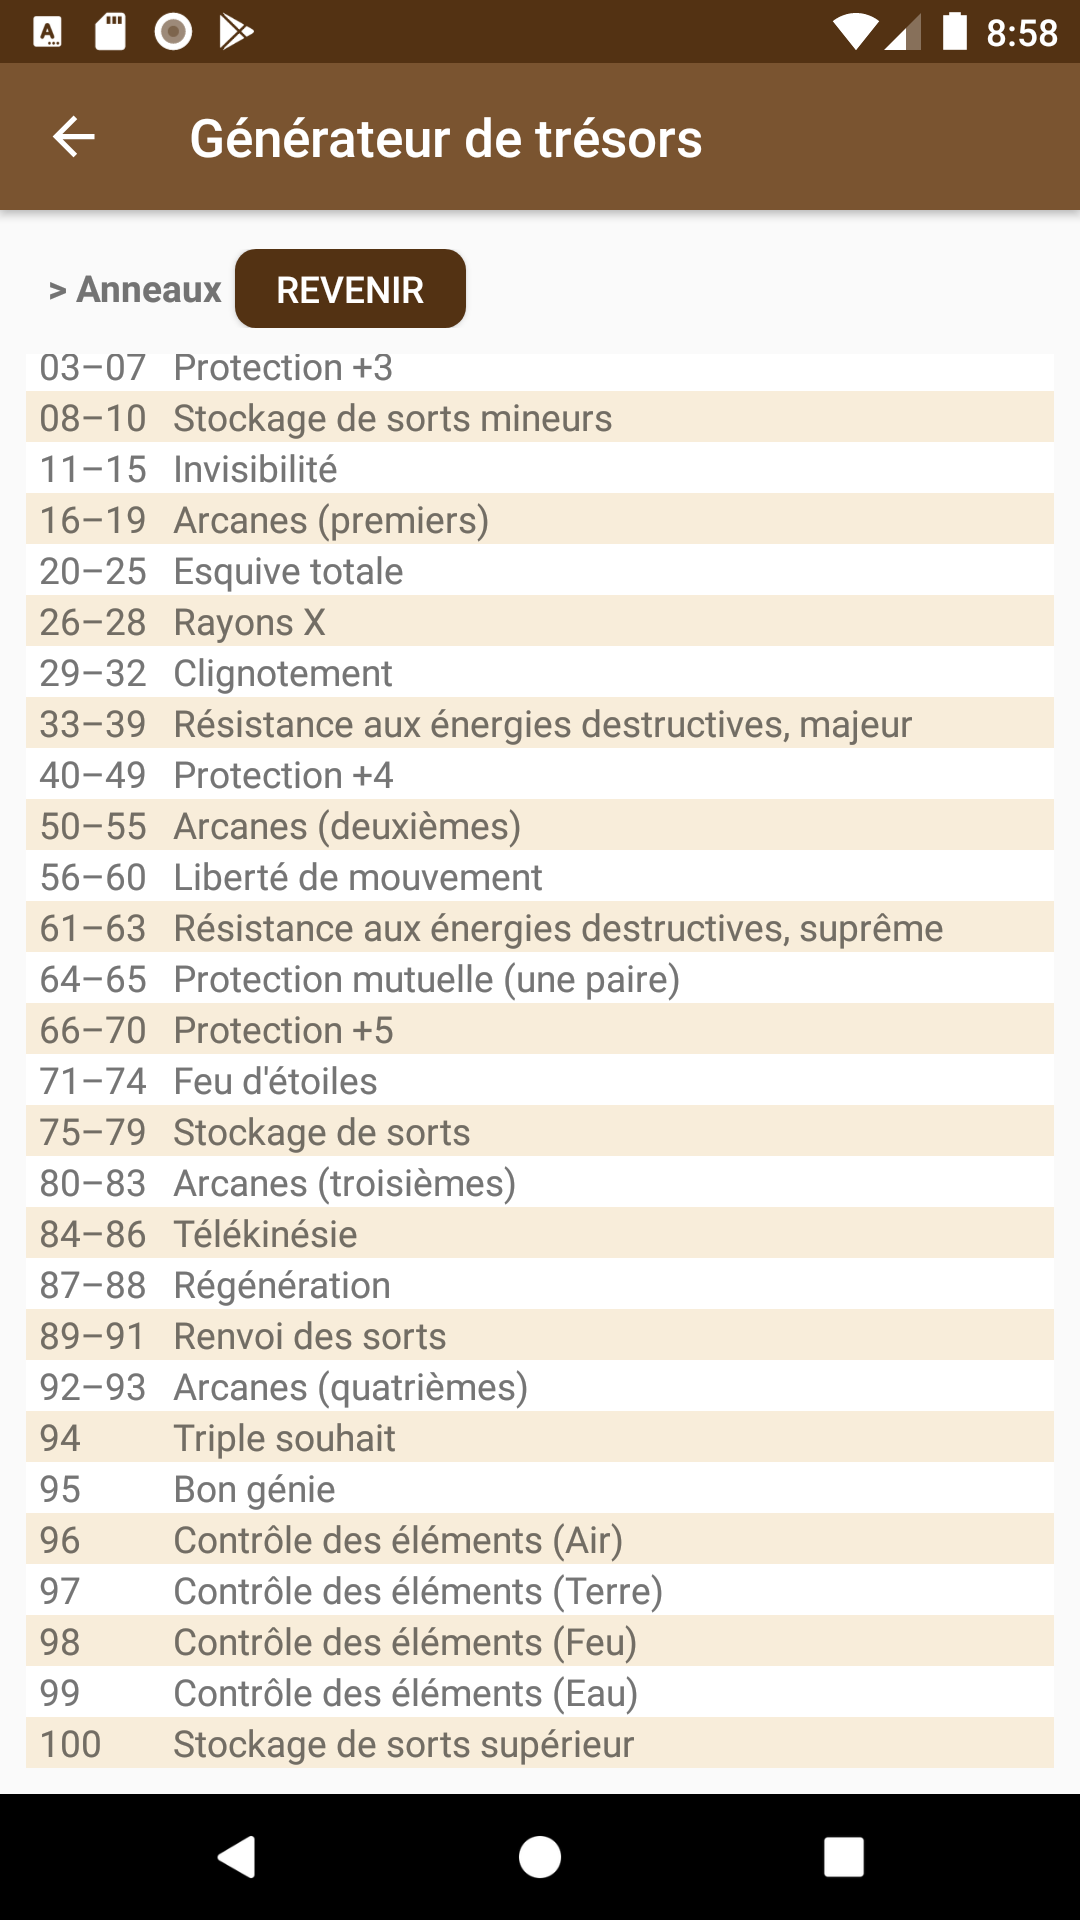 8:58
Générateur de trésors
> Anneaux REVENIR
03–07 Protection +3
08–10 Stockage de sorts mineurs
11–15 Invisibilité
16–19 Arcanes (premiers)
20–25 Esquive totale
26–28 Rayons X
29–32 Clignotement
33–39 Résistance aux énergies destructives, majeur
40–49 Protection +4
50–55 Arcanes (deuxièmes)
56–60 Liberté de mouvement
61–63 Résistance aux énergies destructives, suprême
64–65 Protection mutuelle (une paire)
66–70 Protection +5
71–74 Feu d'étoiles
75–79 Stockage de sorts
80–83 Arcanes (troisièmes)
84–86 Télékinésie
87–88 Régénération
89–91 Renvoi des sorts
92–93 Arcanes (quatrièmes)
94 Triple souhait
95 Bon génie
96 Contrôle des éléments (Air)
97 Contrôle des éléments (Terre)
98 Contrôle des éléments (Feu)
99 Contrôle des éléments (Eau)
100 Stockage de sorts supérieur